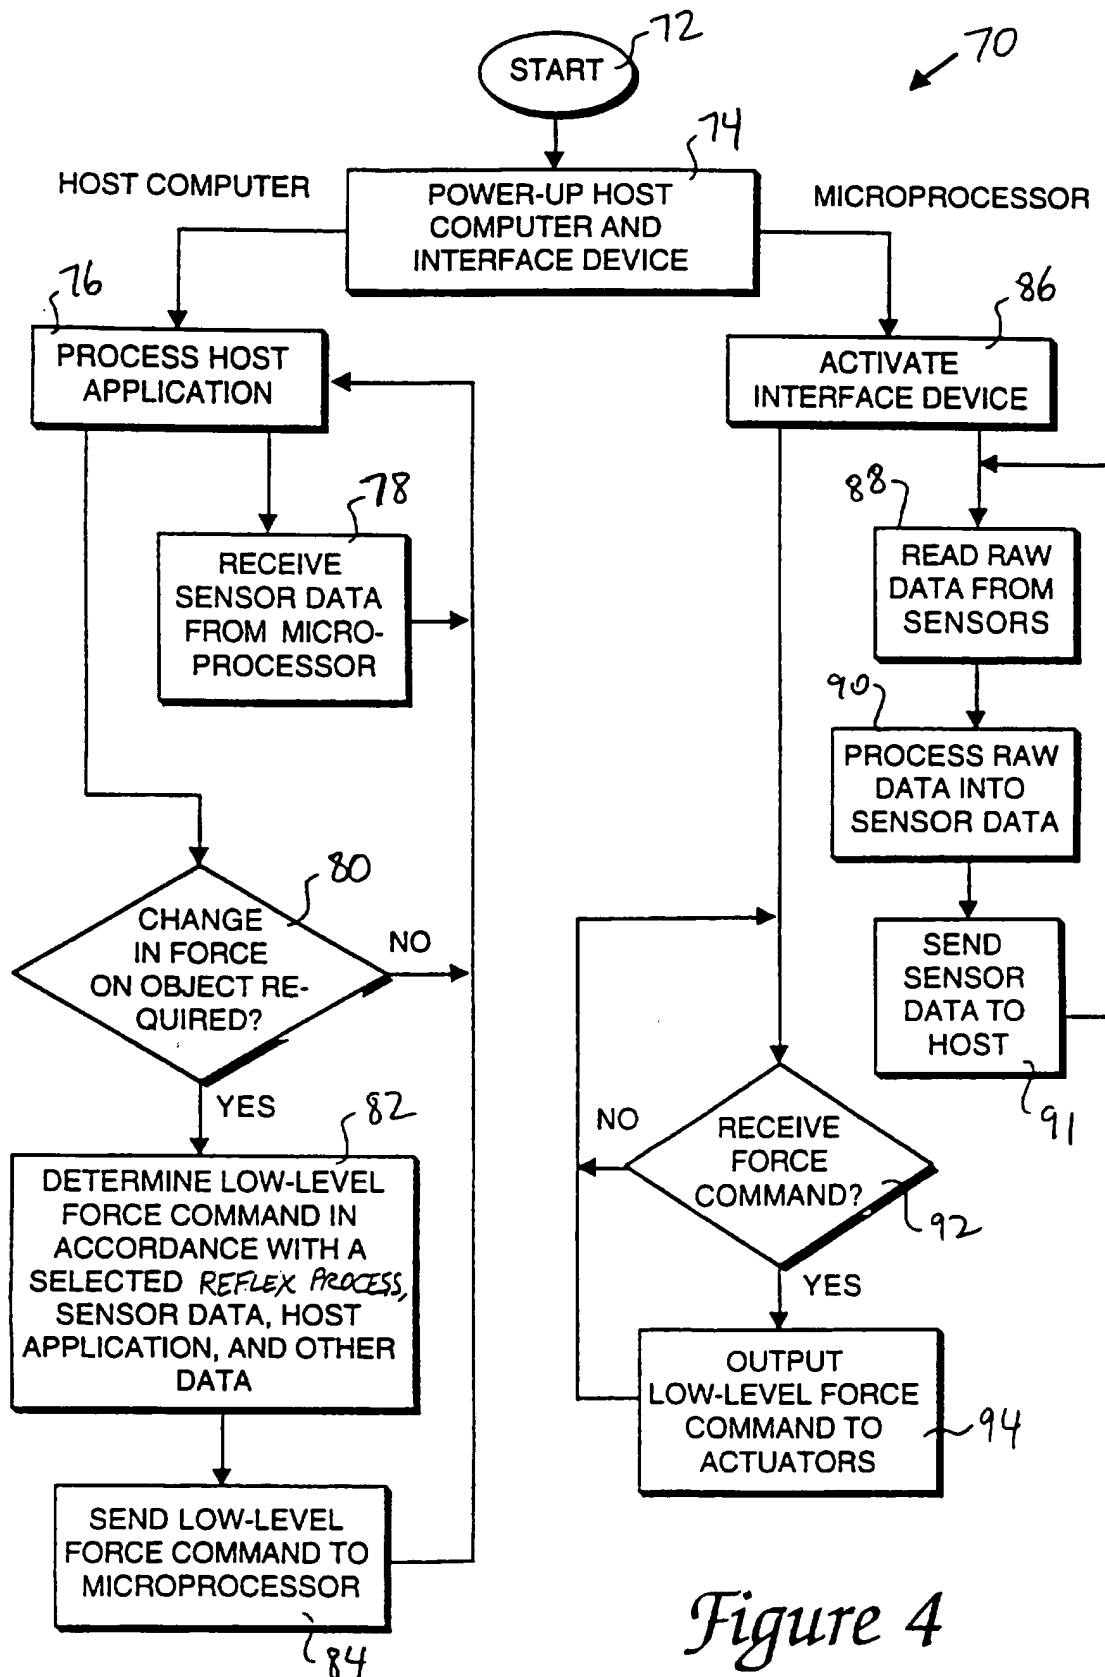 72
START
70
74
HOST COMPUTER
POWER-UP HOST
COMPUTER AND
INTERFACE DEVICE
MICROPROCESSOR
76
PROCESS HOST
APPLICATION
86
ACTIVATE
INTERFACE DEVICE
78
RECEIVE
SENSOR DATA
FROM MICRO-
PROCESSOR
88
READ RAW
DATA FROM
SENSORS
90
PROCESS RAW
DATA INTO
SENSOR DATA
80
CHANGE
IN FORCE
ON OBJECT RE-
QUIRED?
NO
YES
SEND
SENSOR
DATA TO
HOST
91
82
DETERMINE LOW-LEVEL
FORCE COMMAND IN
ACCORDANCE WITH A
SELECTED REFLEX PROCESS,
SENSOR DATA, HOST
APPLICATION, AND OTHER
DATA
NO
RECEIVE
FORCE
COMMAND?
92
YES
OUTPUT
LOW-LEVEL FORCE
COMMAND TO
ACTUATORS
94
SEND LOW-LEVEL
FORCE COMMAND TO
MICROPROCESSOR
84
Figure 4